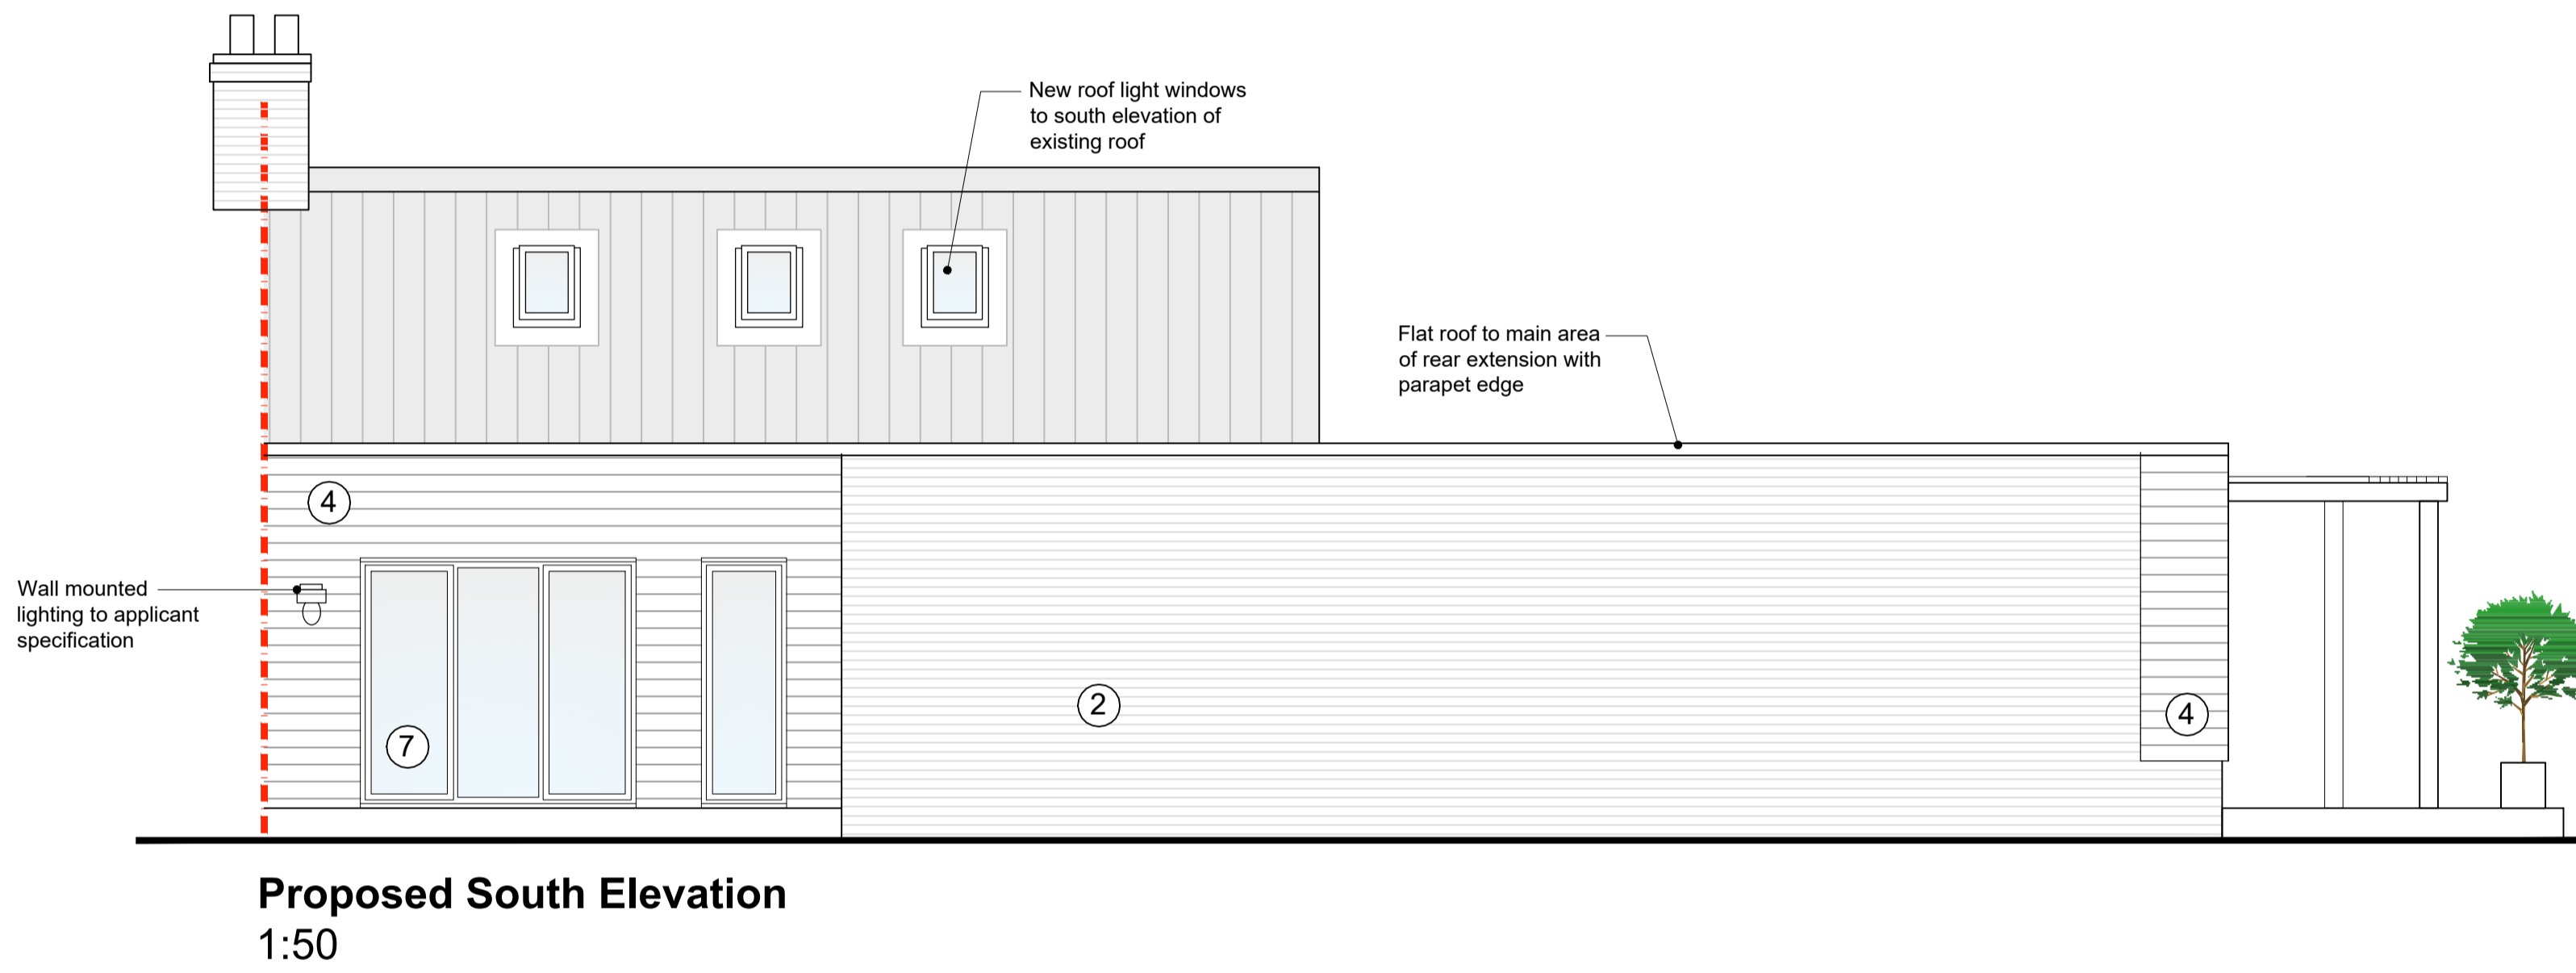 New roof light windows
to south elevation of
existing roof
Flat roof to main area
of rear extension with
parapet edge
4
Wall mounted
lighting to applicant
specification
2
4
7
Proposed South Elevation
1:50